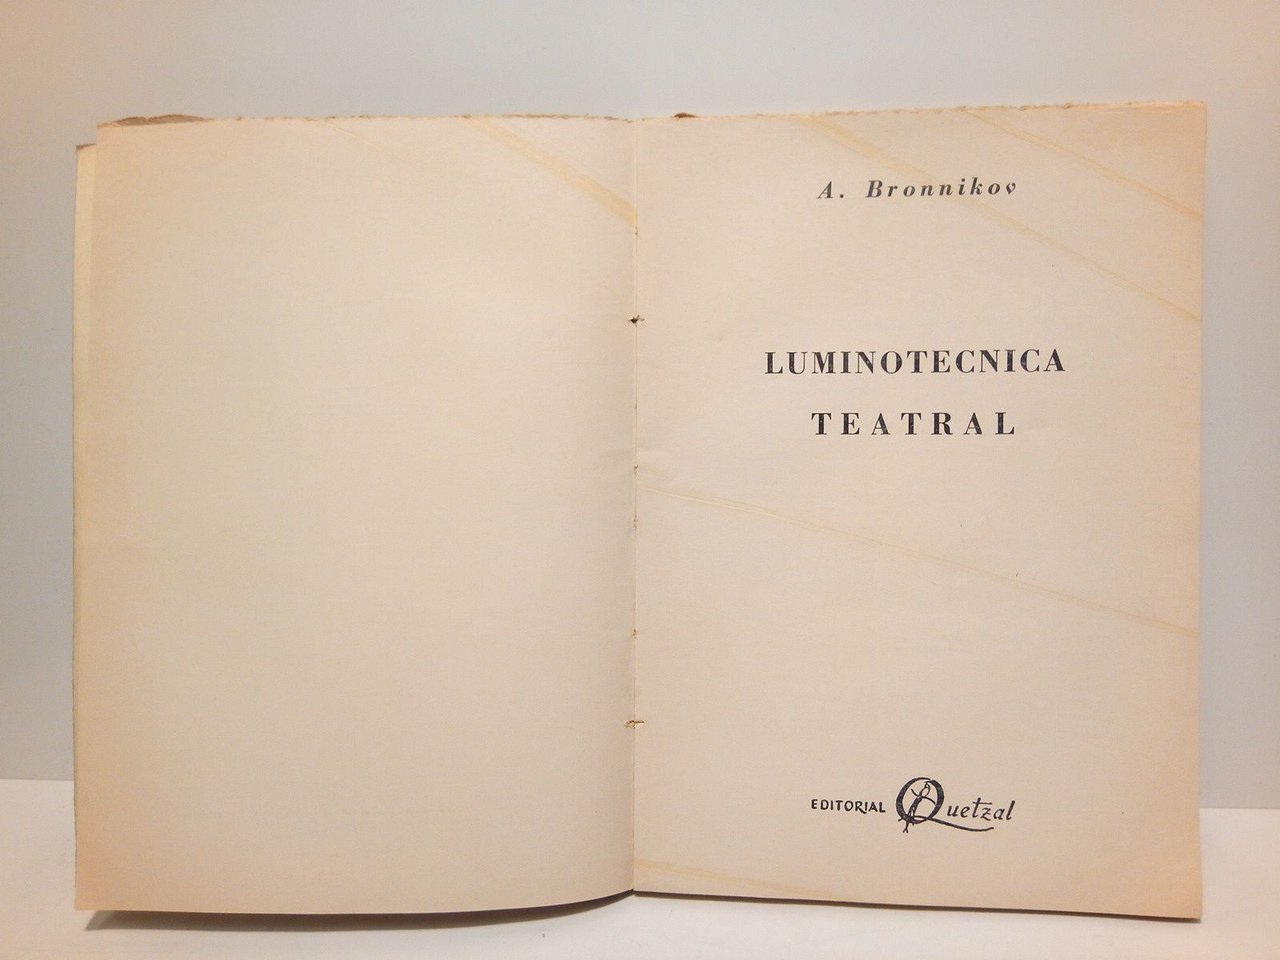 A. Bronnikov
LUMINOTECNICA
TEATRAL
EDITORIAL Quetzal